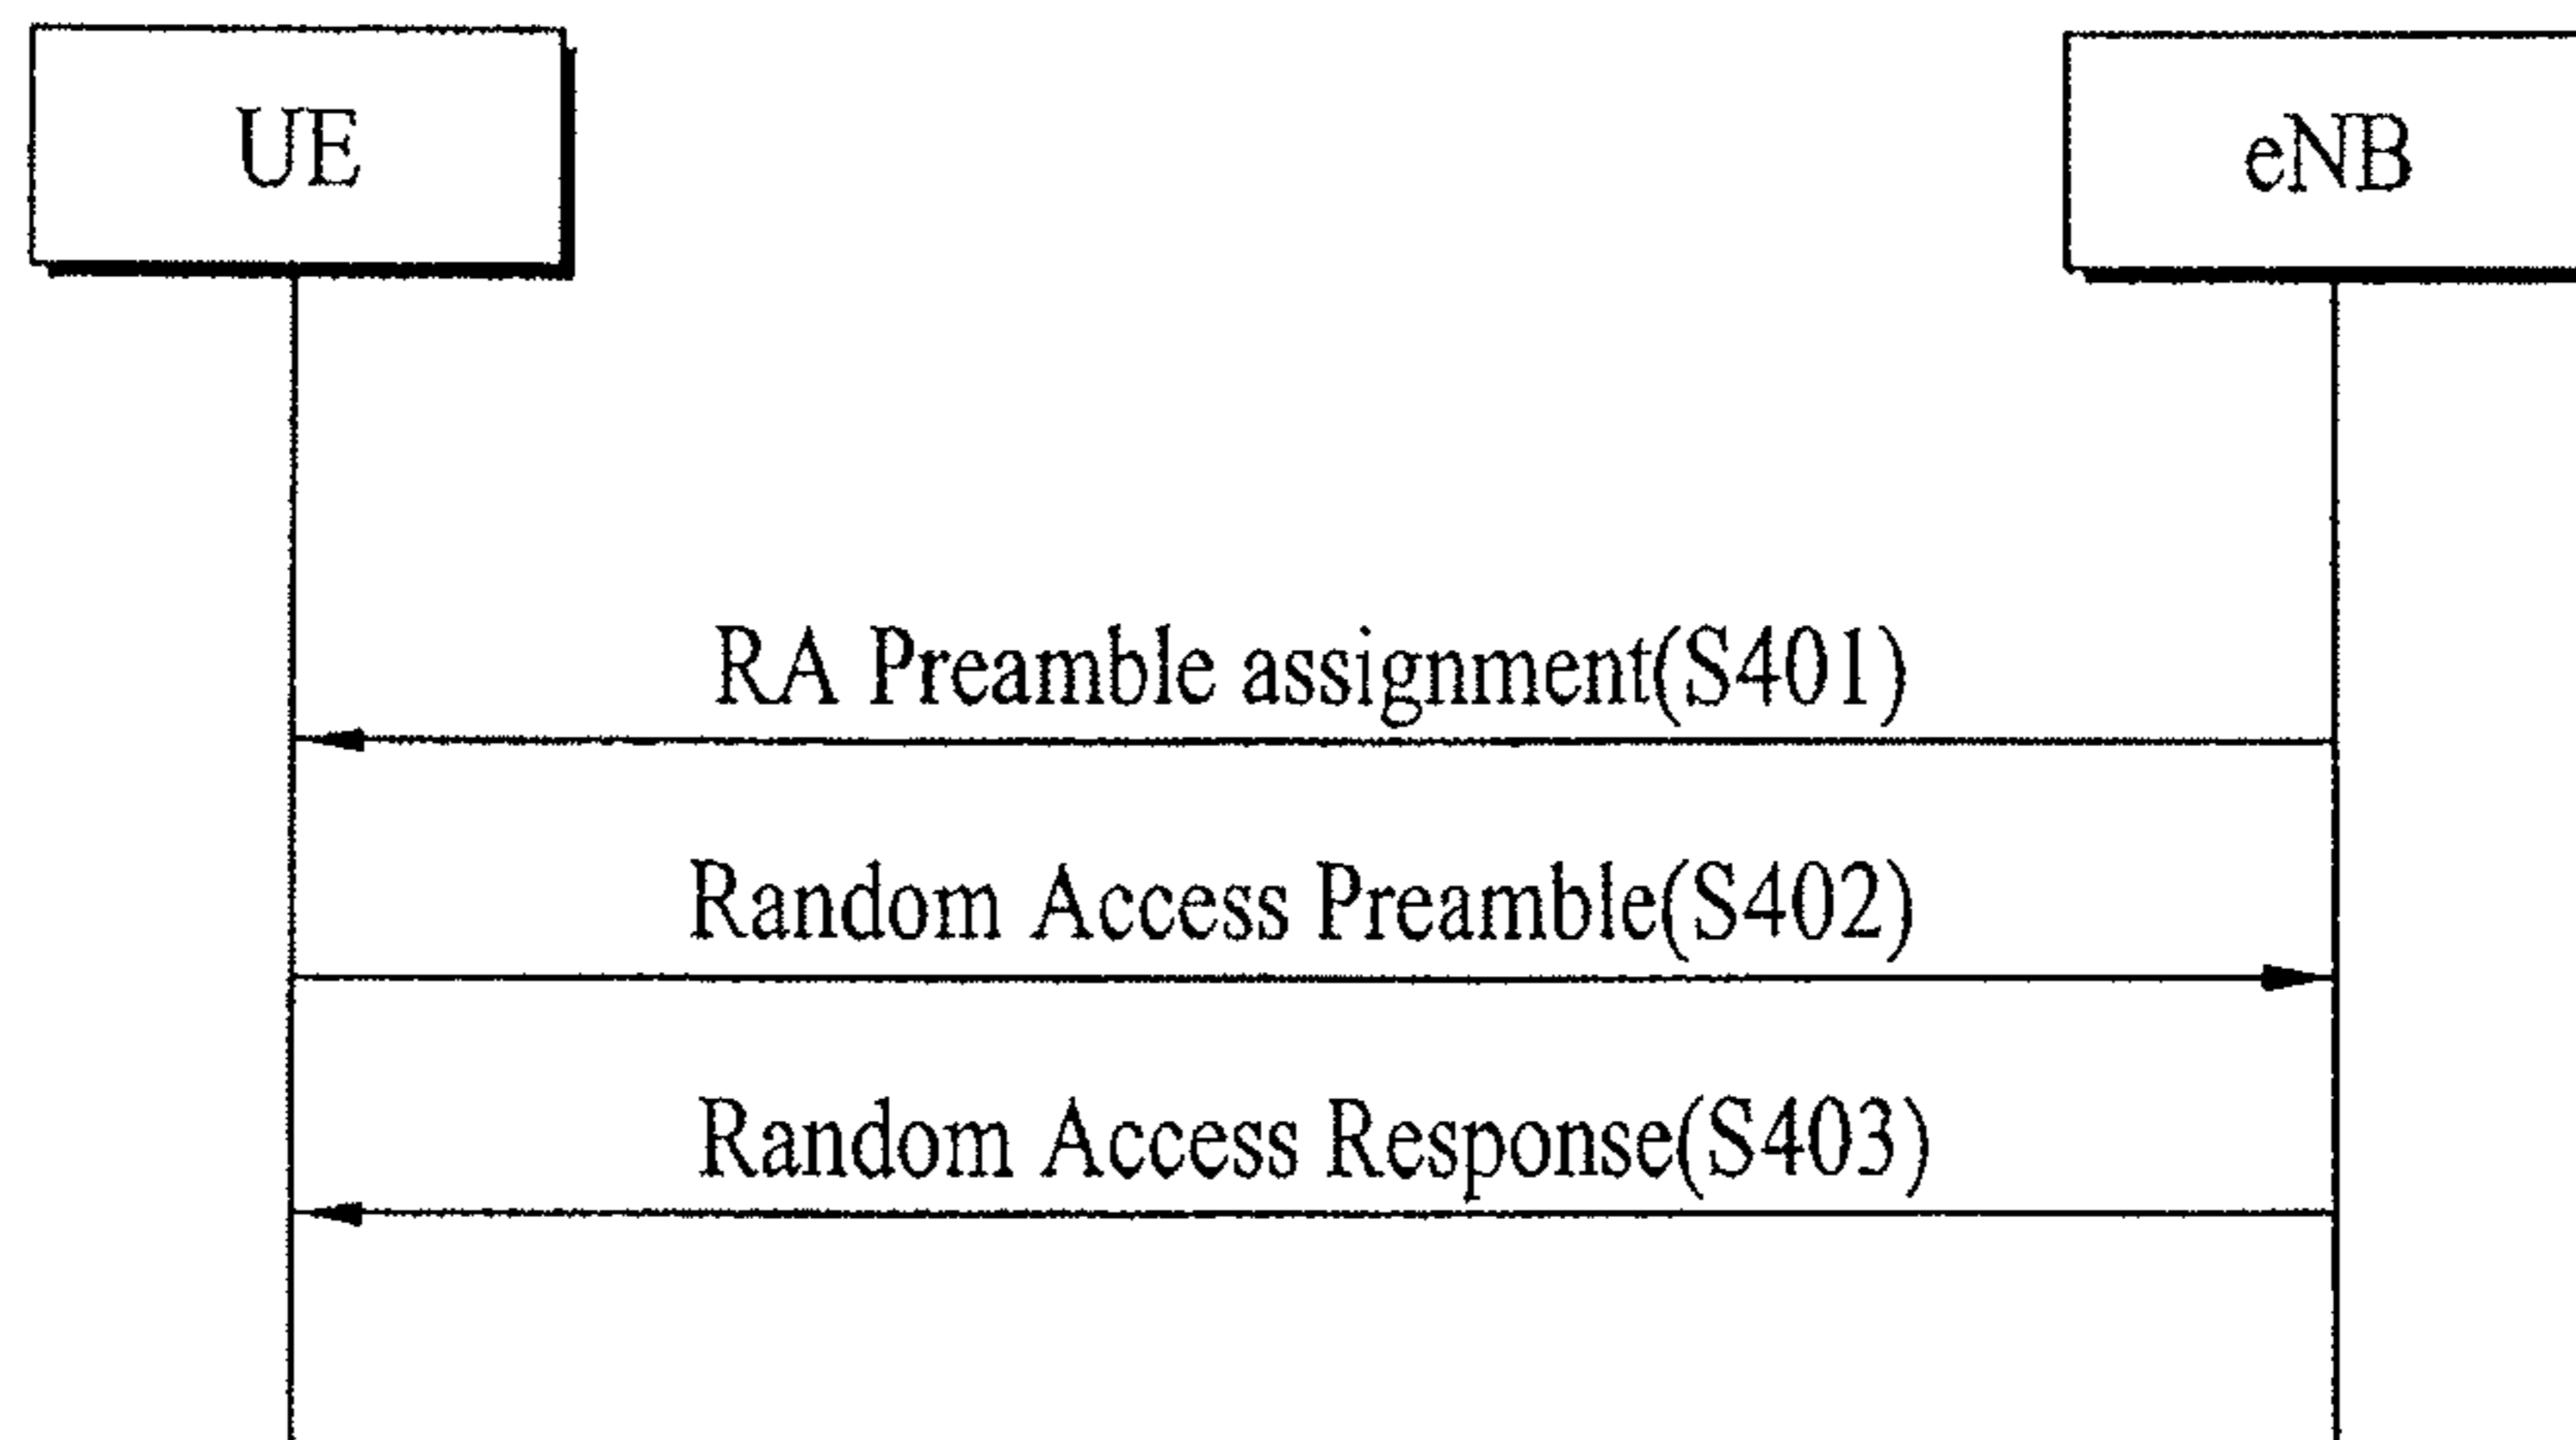 UE
eNB
RA Preamble assignment(S401)
Random Access Preamble(S402)
Random Access Response(S403)